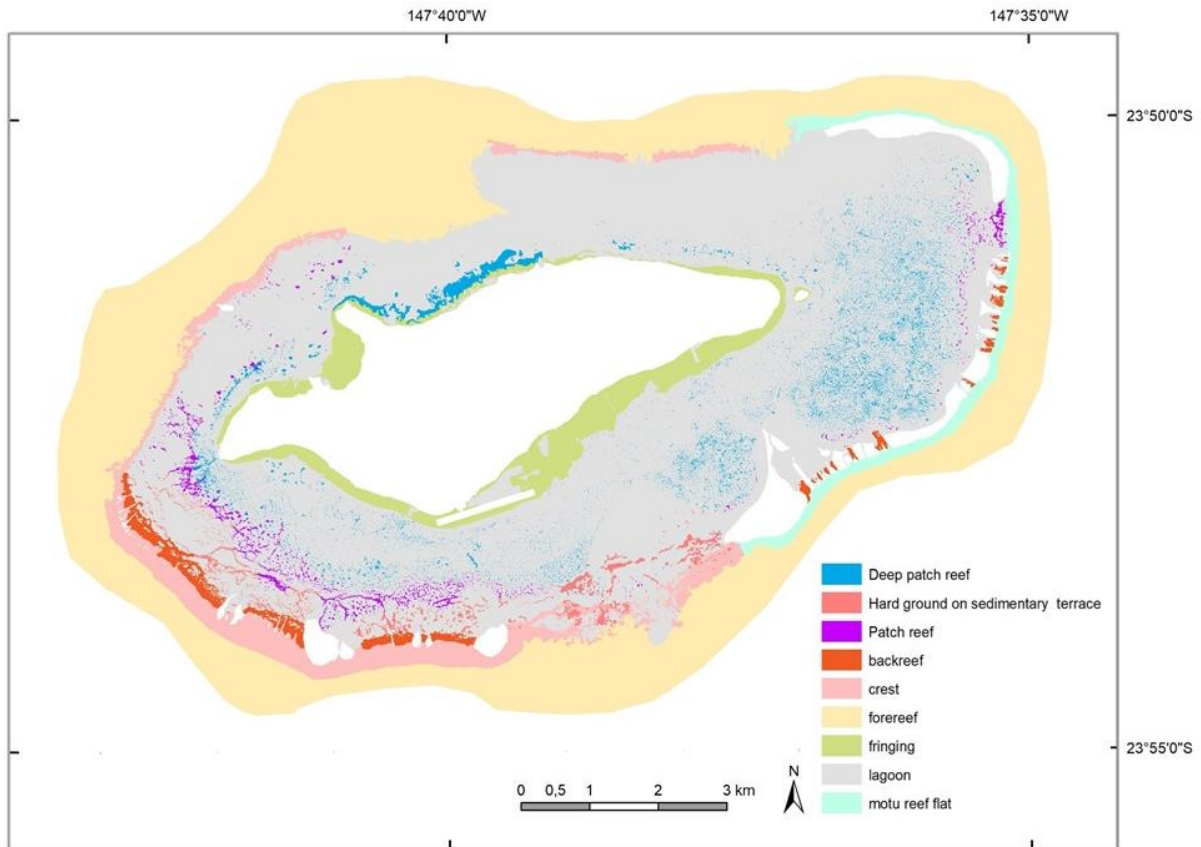 147°40'0"W
147°35'0"W
23°50'0"S
Deep patch reef
Hard ground on sedimentary terrace
Patch reef
backreef
crest
forereef
fringing
lagoon
motu reef flat
23°55'0"S
0 0,5 1 2 3 km
N